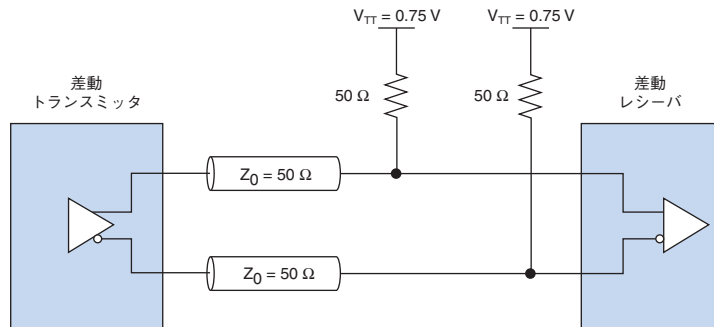 V_TT = 0.75 V
V_TT = 0.75 V
差動
トランスミッタ
50 Ω
50 Ω
差動
レシーバ
Z_0 = 50 Ω
Z_0 = 50 Ω